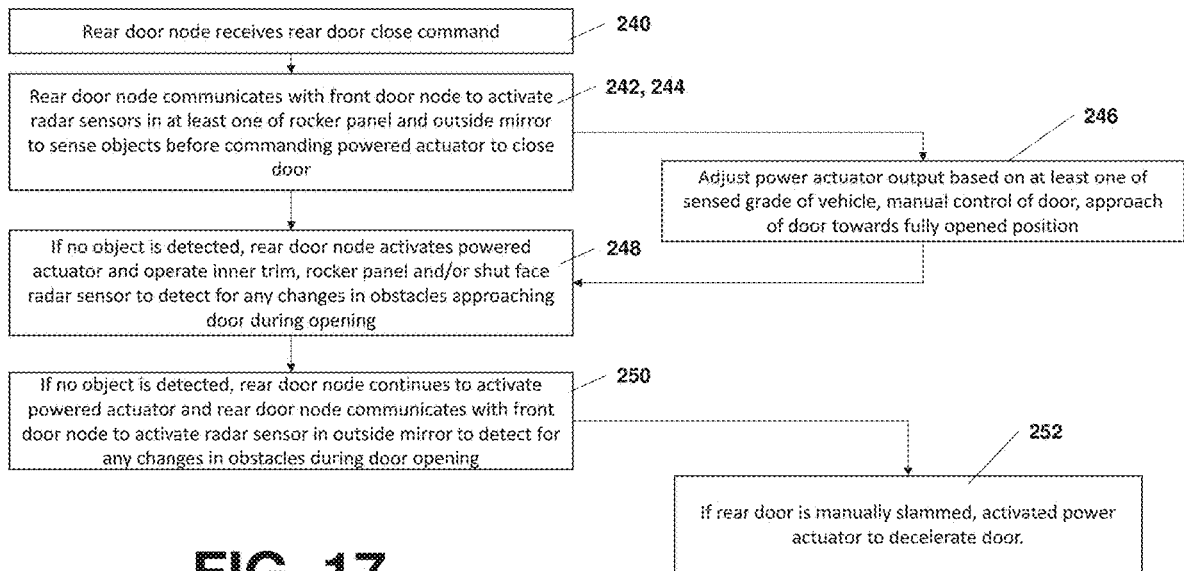 Rear door node receives rear door close command
240
Rear door node communicates with front door node to activate
radar sensors in at least one of rocker panel and outside mirror
to sense objects before commanding powered actuator to close
door
242, 244
246
Adjust power actuator output based on at least one of
sensed grade of vehicle, manual control of door, approach
of door towards fully opened position
If no object is detected, rear door node activates powered
actuator and operate inner trim, rocker panel and/or shut face
radar sensor to detect for any changes in obstacles approaching
door during opening
248
If no object is detected, rear door node continues to activate
powered actuator and rear door node communicates with front
door node to activate radar sensor in outside mirror to detect for
any changes in obstacles during door opening
250
252
If rear door is manually slammed, activated power
actuator to decelerate door.
FIG. 17